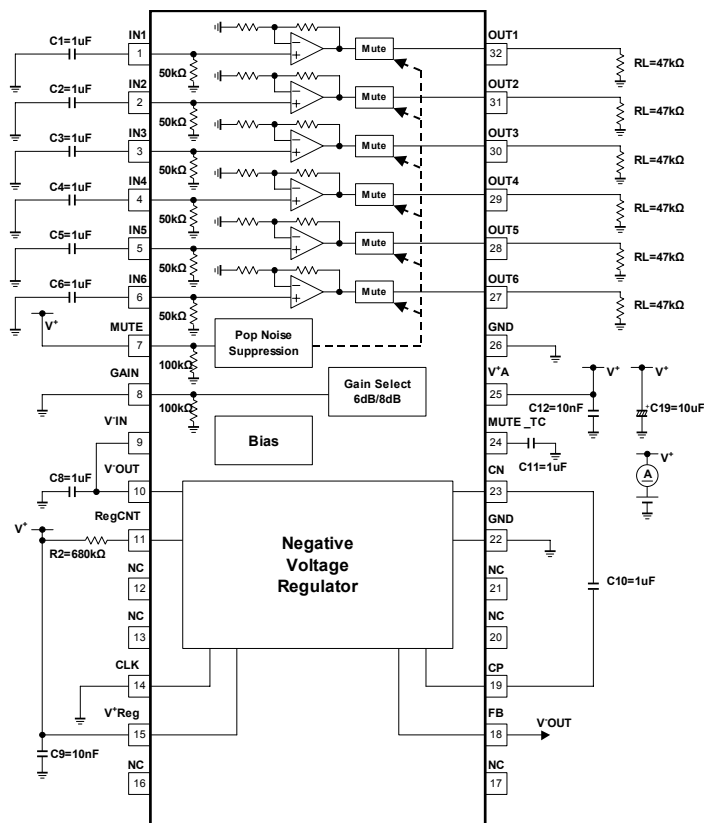 C1=1uF
IN1
1
50kΩ
Mute
OUT1
32
RL=47kΩ
C2=1uF
IN2
2
50kΩ
Mute
OUT2
31
RL=47kΩ
C3=1uF
IN3
3
50kΩ
Mute
OUT3
30
RL=47kΩ
C4=1uF
IN4
4
50kΩ
Mute
OUT4
29
RL=47kΩ
C5=1uF
IN5
5
50kΩ
Mute
OUT5
28
RL=47kΩ
C6=1uF
IN6
6
50kΩ
Mute
OUT6
27
RL=47kΩ
V+
MUTE
7
100kΩ
Pop Noise
Suppression
GND
26
GAIN
8
100kΩ
Gain Select
6dB/8dB
V+A
25
V+
C12=10nF
V+
C19=10uF
V-IN
9
Bias
MUTE _TC
24
C11=1uF
V+
A
C8=1uF
V-OUT
10
CN
23
V+
RegCNT
11
R2=680kΩ
Negative
Voltage
Regulator
GND
22
NC
12
NC
21
C10=1uF
NC
13
NC
20
CLK
14
CP
19
V+Reg
15
C9=10nF
FB
18
V-OUT
NC
16
NC
17